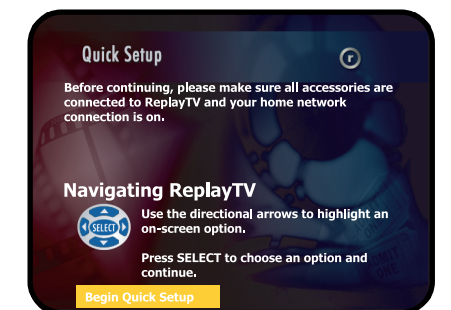 Quick Setup
r
Before continuing, please make sure all accessories are
connected to ReplayTV and your home network
connection is on.
Navigating ReplayTV
SELECT
Use the directional arrows to highlight an
on-screen option.
Press SELECT to choose an option and
continue.
Begin Quick Setup
ADMIT
ONE